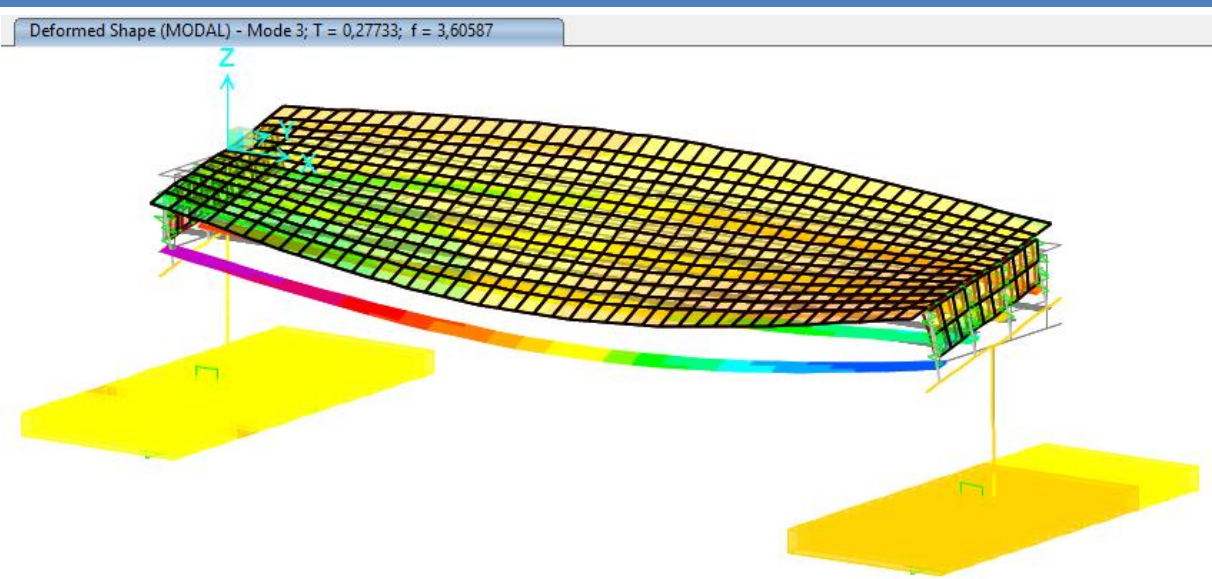 Deformed Shape (MODAL) - Mode 3; T = 0,27733; f = 3,60587
Z
Y
X